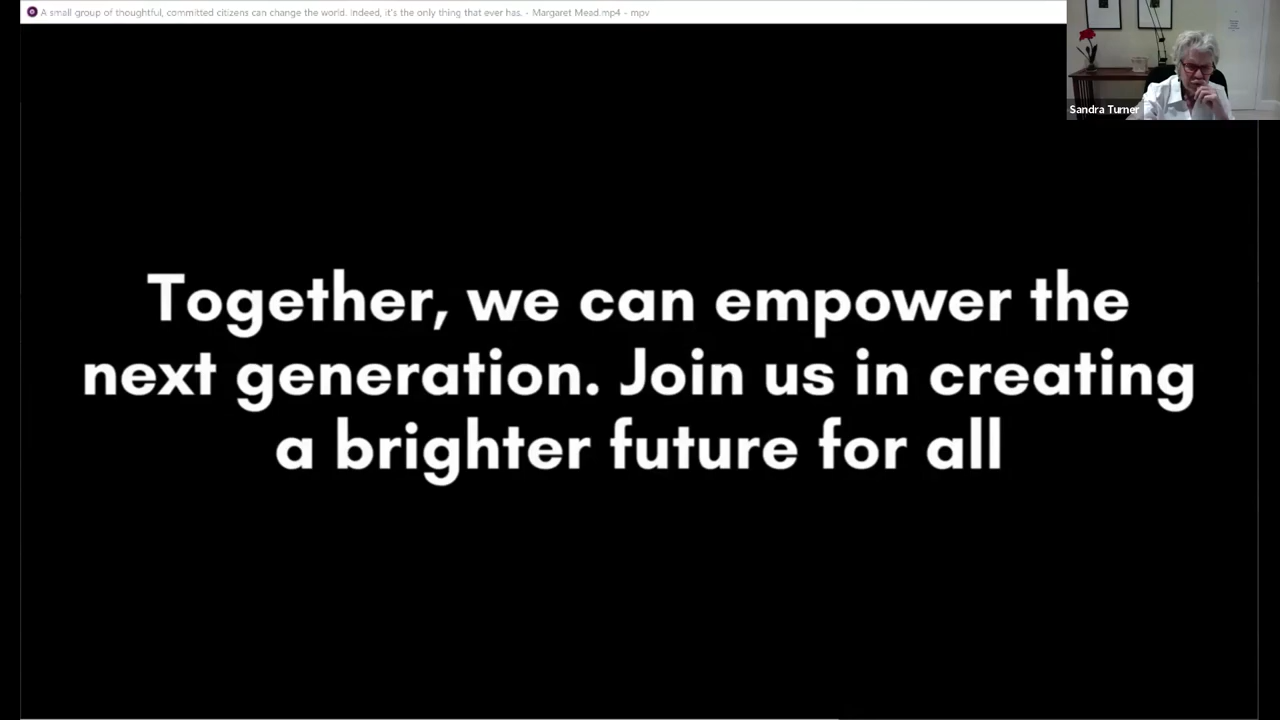 A small group of thoughtful, committed citizens can change the world. Indeed, it's the only thing that ever has. - Margaret Mead.mp4 - mpv
Sandra Turner
Together, we can empower the
next generation. Join us in creating
a brighter future for all